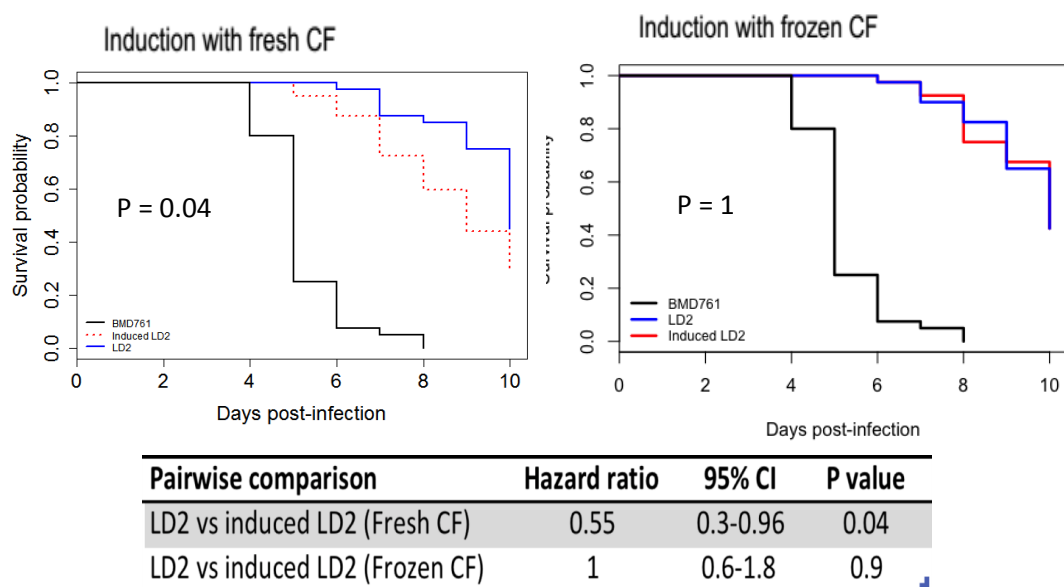 Induction with fresh CF
Survival probability
1.0
0.8
0.6
0.4
0.2
0.0
P = 0.04
BMD761
Induced LD2
LD2
0 2 4 6 8 10
Days post-infection
Induction with frozen CF
1.0
0.8
0.6
0.4
0.2
0.0
P = 1
BMD761
LD2
Induced LD2
0 2 4 6 8 10
Days post-infection
Pairwise comparison Hazard ratio 95% CI P value
LD2 vs induced LD2 (Fresh CF) 0.55 0.3-0.96 0.04
LD2 vs induced LD2 (Frozen CF) 1 0.6-1.8 0.9